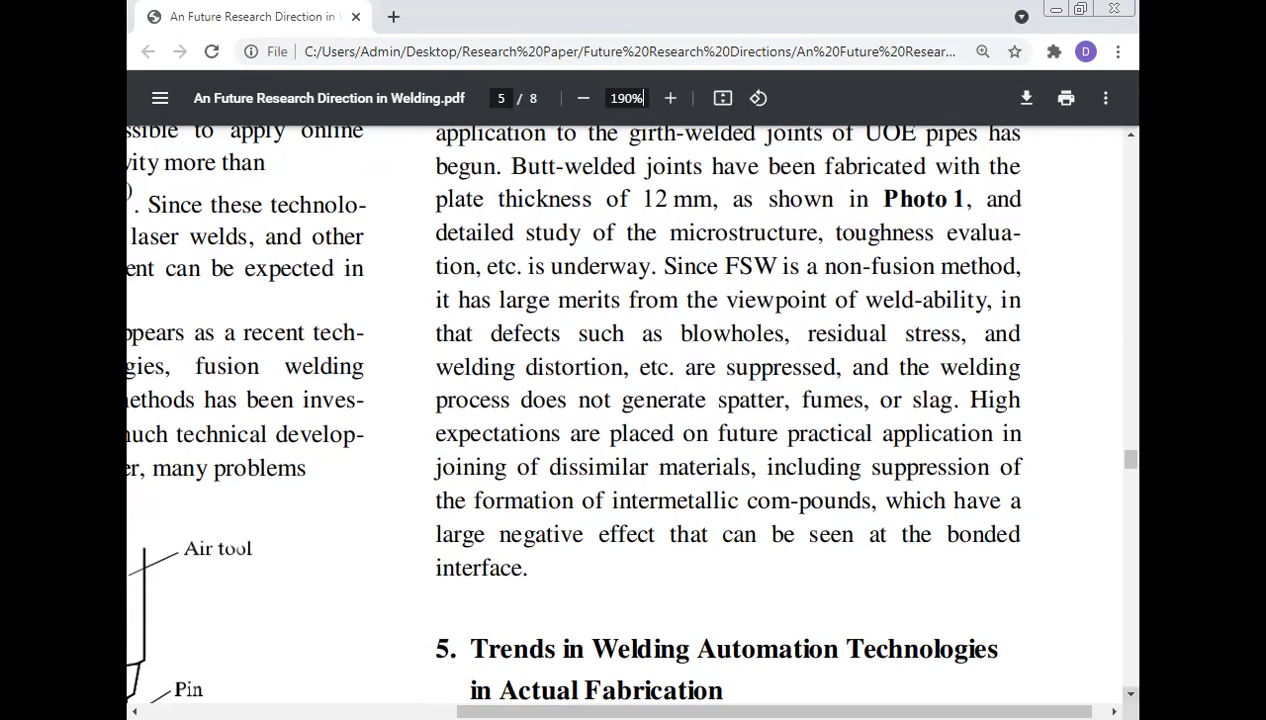 An Future Research Direction in
File C:/Users/Admin/Desktop/Research%20Paper/Future%20Research%20Directions/An%20Future%20Resear...
D
An Future Research Direction in Welding.pdf
5 / 8
190%
ssible to apply online
vity more than
). Since these technolo-
laser welds, and other
ent can be expected in
ppears as a recent tech-
gies, fusion welding
nethods has been inves-
nuch technical develop-
er, many problems
Air tool
Pin
application to the girth-welded joints of UOE pipes has
begun. Butt-welded joints have been fabricated with the
plate thickness of 12 mm, as shown in Photo 1, and
detailed study of the microstructure, toughness evalua-
tion, etc. is underway. Since FSW is a non-fusion method,
it has large merits from the viewpoint of weld-ability, in
that defects such as blowholes, residual stress, and
welding distortion, etc. are suppressed, and the welding
process does not generate spatter, fumes, or slag. High
expectations are placed on future practical application in
joining of dissimilar materials, including suppression of
the formation of intermetallic com-pounds, which have a
large negative effect that can be seen at the bonded
interface.
5. Trends in Welding Automation Technologies
in Actual Fabrication